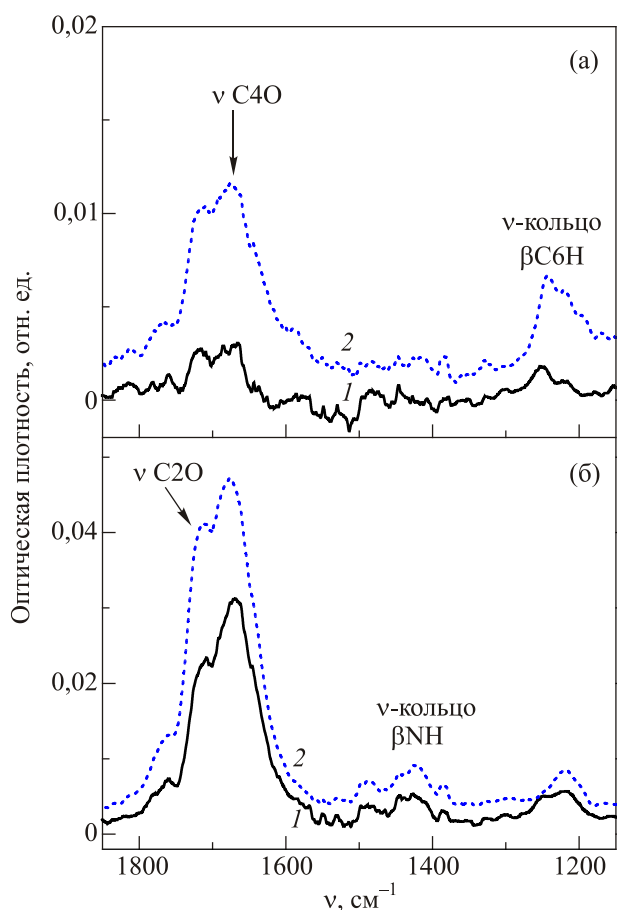 0,02
(а)
ν C4O
0,01
ν-кольцо
βC6H
2
1
0
Оптическая плотность, отн. ед.
ν C2O
(б)
0,04
0,02
ν-кольцо
βNH
2
1
0
1800 1600 1400 1200
ν, см⁻¹